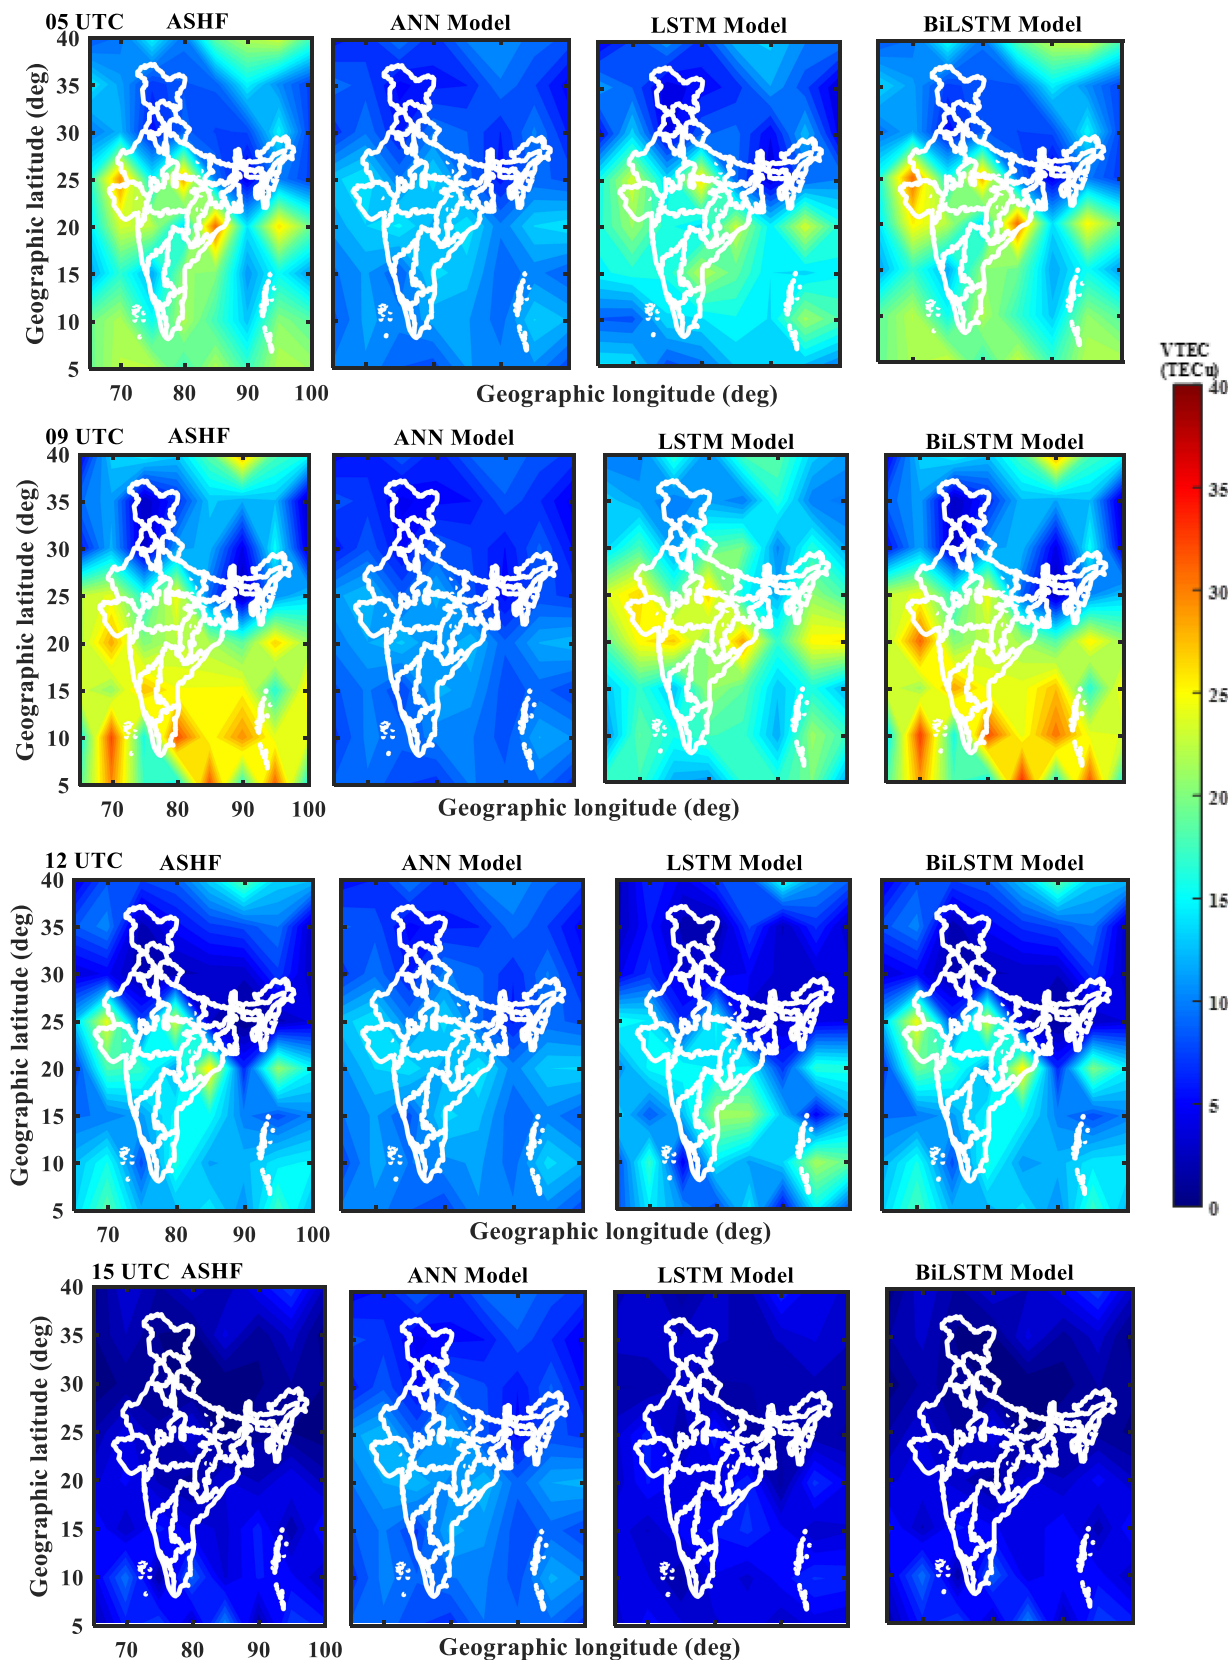 05 UTC ASHF ANN Model LSTM Model BiLSTM Model
40
35
30
25
20
15
10
5
Geographic latitude (deg)
70 80 90 100
Geographic longitude (deg)
VTEC
(TECu)
40
35
30
25
20
15
10
5
0
09 UTC ASHF ANN Model LSTM Model BiLSTM Model
40
35
30
25
20
15
10
5
Geographic latitude (deg)
70 80 90 100
Geographic longitude (deg)
12 UTC ASHF ANN Model LSTM Model BiLSTM Model
40
35
30
25
20
15
10
5
Geographic latitude (deg)
70 80 90 100
Geographic longitude (deg)
15 UTC ASHF ANN Model LSTM Model BiLSTM Model
40
35
30
25
20
15
10
5
Geographic latitude (deg)
70 80 90 100
Geographic longitude (deg)